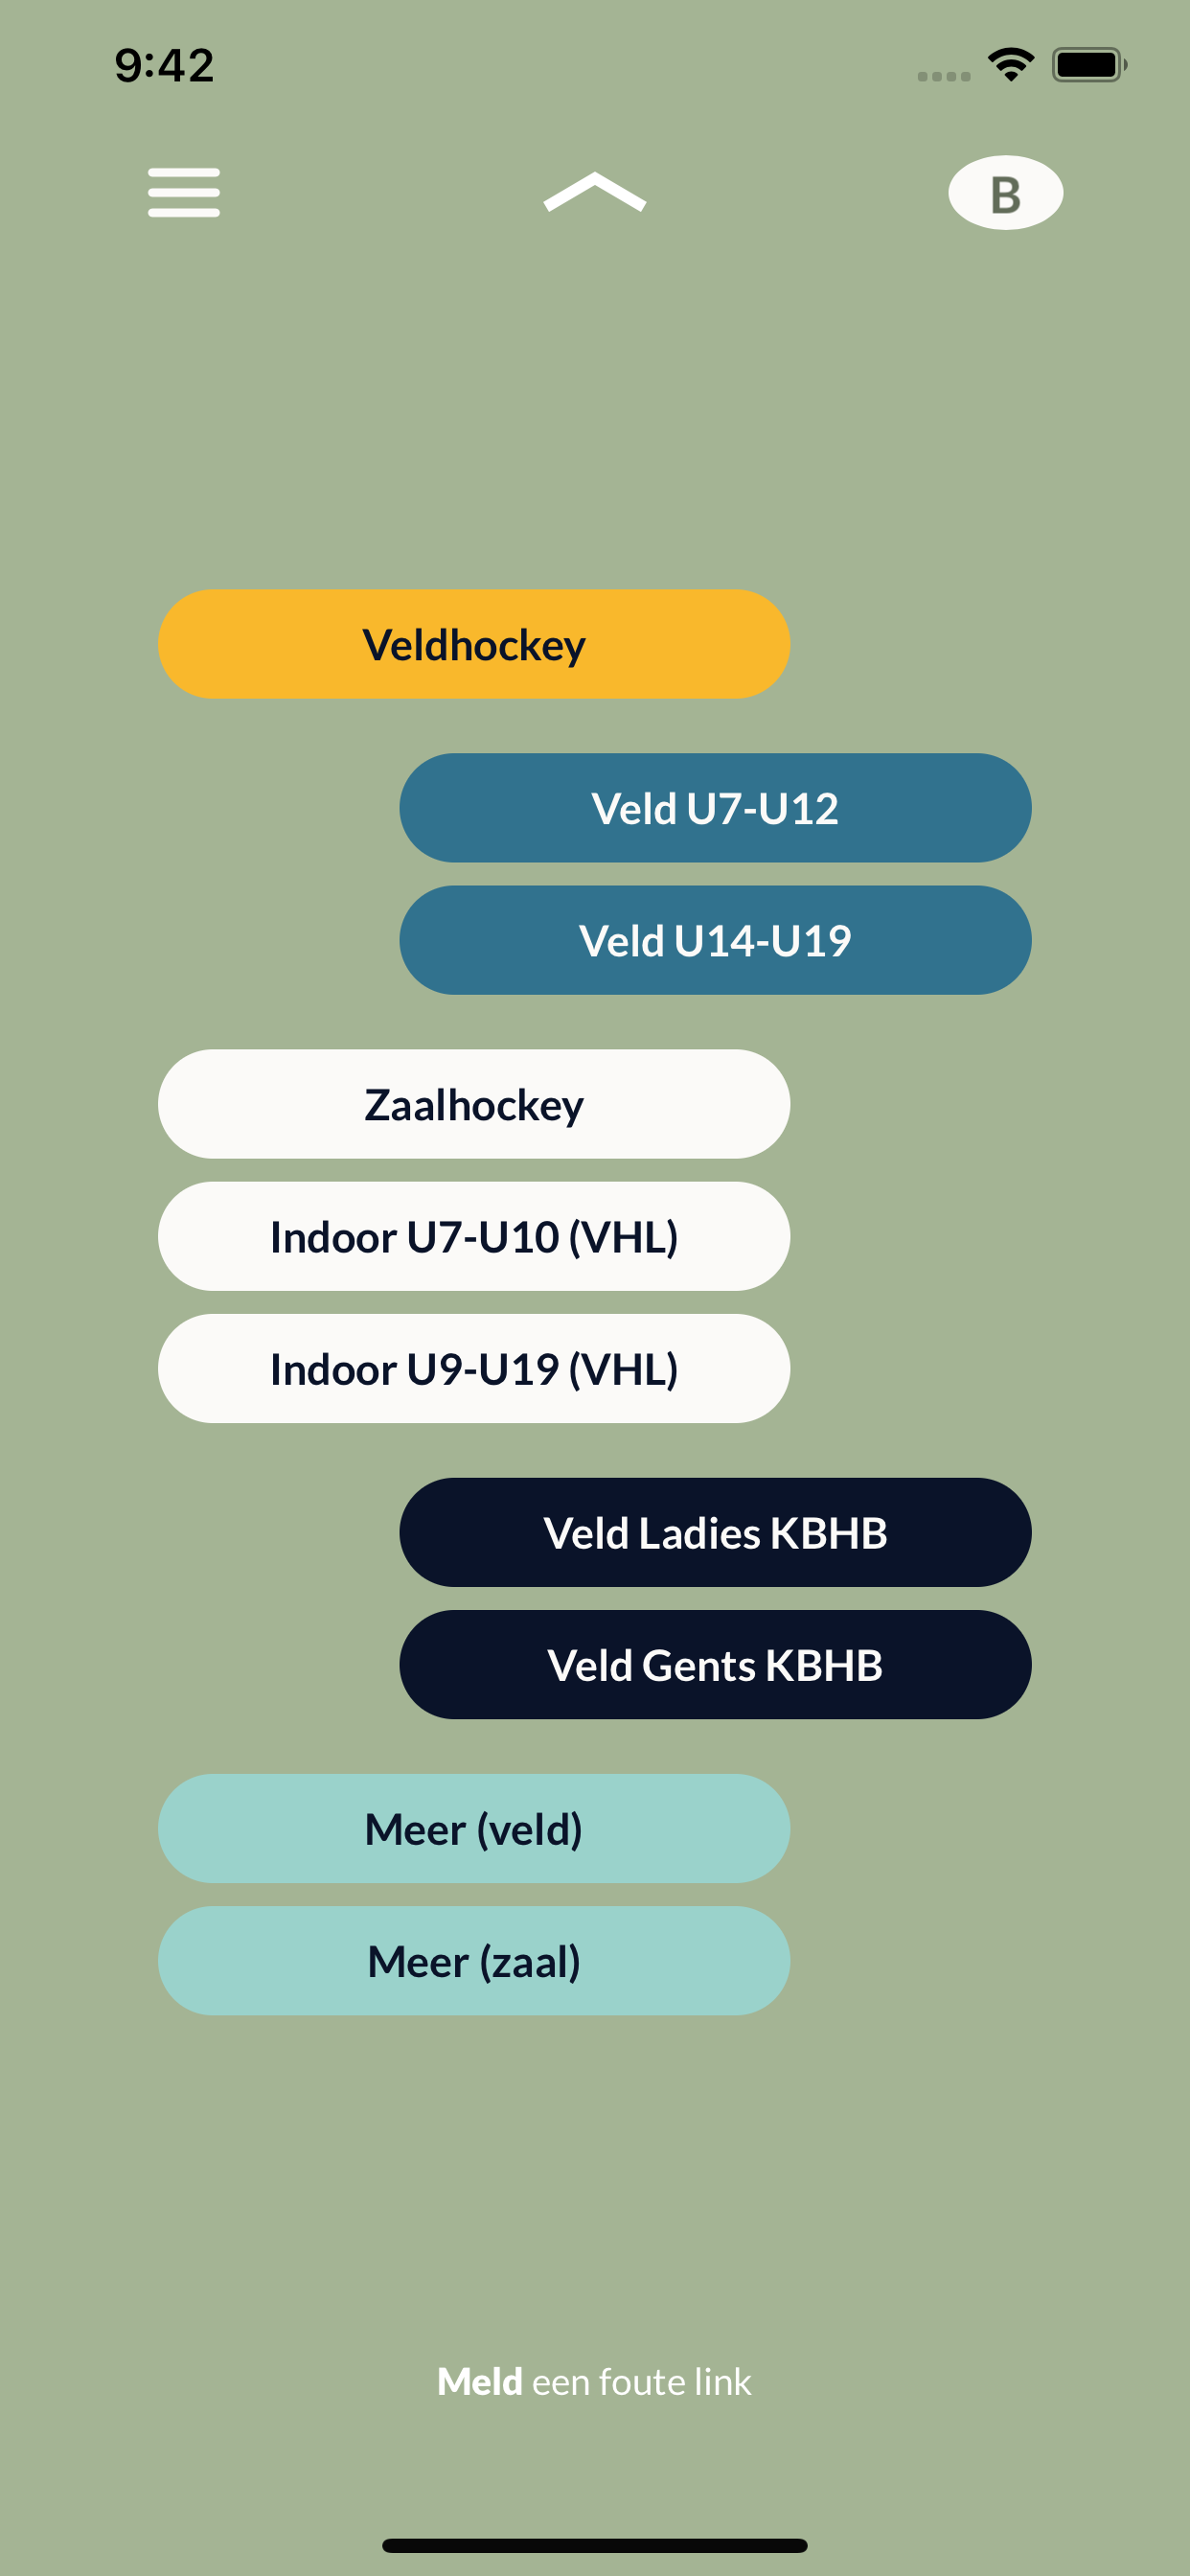 9:42
B
Veldhockey
Veld U7-U12
Veld U14-U19
Zaalhockey
Indoor U7-U10 (VHL)
Indoor U9-U19 (VHL)
Veld Ladies KBHB
Veld Gents KBHB
Meer (veld)
Meer (zaal)
Meld een foute link